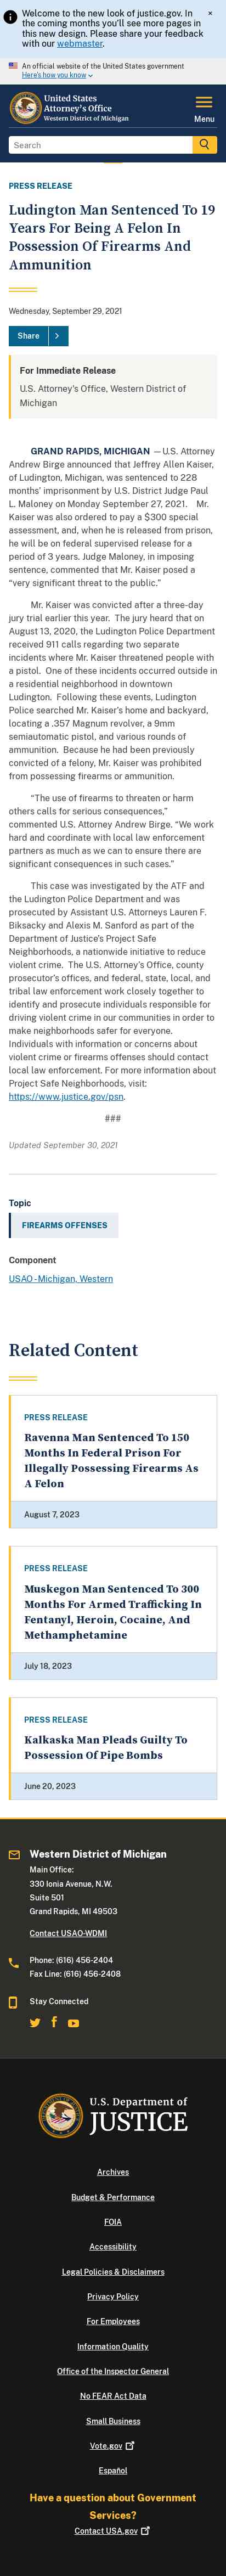 Welcome to the new look of justice.gov. In
the coming months you'll see more pages in
this new design. Please share your feedback
with our webmaster.
×
An official website of the United States government
Here's how you know
United States
Attorney's Office
Western District of Michigan
Menu
Search
PRESS RELEASE
Ludington Man Sentenced To 19
Years For Being A Felon In
Possession Of Firearms And
Ammunition
Wednesday, September 29, 2021
Share
For Immediate Release
U.S. Attorney's Office, Western District of
Michigan
GRAND RAPIDS, MICHIGAN — U.S. Attorney
Andrew Birge announced that Jeffrey Allen Kaiser,
of Ludington, Michigan, was sentenced to 228
months' imprisonment by U.S. District Judge Paul
L. Maloney on Monday September 27, 2021. Mr.
Kaiser was also ordered to pay a $300 special
assessment, and, when he is released from prison,
he will be on federal supervised release for a
period of 3 years. Judge Maloney, in imposing
sentence, commented that Mr. Kaiser posed a
“very significant threat to the public.”
Mr. Kaiser was convicted after a three-day
jury trial earlier this year. The jury heard that on
August 13, 2020, the Ludington Police Department
received 911 calls regarding two separate
incidents where Mr. Kaiser threatened people with
a pistol. One of these incidents occurred outside in
a residential neighborhood in downtown
Ludington. Following these events, Ludington
Police searched Mr. Kaiser's home and backyard,
locating a .357 Magnum revolver, a 9mm
semiautomatic pistol, and various rounds of
ammunition. Because he had been previously
convicted of a felony, Mr. Kaiser was prohibited
from possessing firearms or ammunition.
“The use of firearms to threaten or harm
others calls for serious consequences,”
commented U.S. Attorney Andrew Birge. “We work
hard and coordinate with local law enforcement
partners to ensure that there are appropriate and
significant consequences in such cases.”
This case was investigated by the ATF and
the Ludington Police Department and was
prosecuted by Assistant U.S. Attorneys Lauren F.
Biksacky and Alexis M. Sanford as part of the
Department of Justice's Project Safe
Neighborhoods, a nationwide initiative to reduce
violent crime. The U.S. Attorney's Office, county
prosecutor's offices, and federal, state, local, and
tribal law enforcement work closely together to
identify and prosecute individuals responsible for
violent crimes in our communities in order to
make neighborhoods safer for everyone.
Individuals with information or concerns about
violent crime or firearms offenses should contact
local law enforcement. For more information about
Project Safe Neighborhoods, visit:
https://www.justice.gov/psn.
###
Updated September 30, 2021
Topic
FIREARMS OFFENSES
Component
USAO - Michigan, Western
Related Content
PRESS RELEASE
Ravenna Man Sentenced To 150
Months In Federal Prison For
Illegally Possessing Firearms As
A Felon
August 7, 2023
PRESS RELEASE
Muskegon Man Sentenced To 300
Months For Armed Trafficking In
Fentanyl, Heroin, Cocaine, And
Methamphetamine
July 18, 2023
PRESS RELEASE
Kalkaska Man Pleads Guilty To
Possession Of Pipe Bombs
June 20, 2023
Western District of Michigan
Main Office:
330 Ionia Avenue, N.W.
Suite 501
Grand Rapids, MI 49503
Contact USAO-WDMI
Phone: (616) 456-2404
Fax Line: (616) 456-2408
Stay Connected
U.S. Department of
JUSTICE
Archives
Budget & Performance
FOIA
Accessibility
Legal Policies & Disclaimers
Privacy Policy
For Employees
Information Quality
Office of the Inspector General
No FEAR Act Data
Small Business
Vote.gov
Español
Have a question about Government
Services?
Contact USA.gov